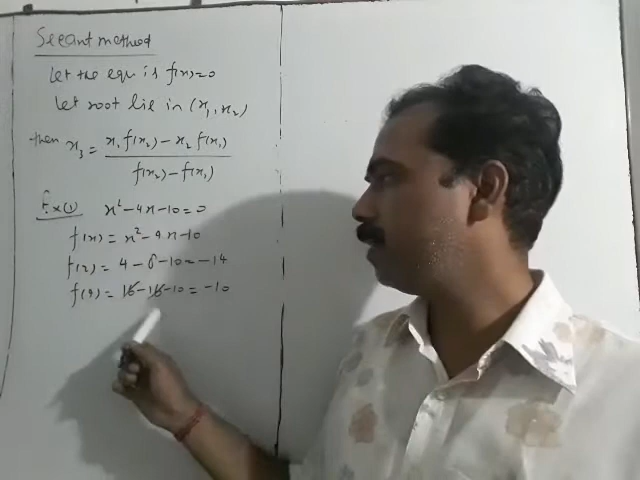 Secant method
Let the equ is f(x)=0
Let root lie in (x₁, x₂)
then x₃ = x₁ f(x₂) − x₂ f(x₁)
f(x₂) − f(x₁)
Ex(1) x² − 4x − 10 = 0
f(x) = x² − 4x − 10
f(2) = 4 − 8 − 10 = −14
f(4) = 16 − 16 − 10 = −10